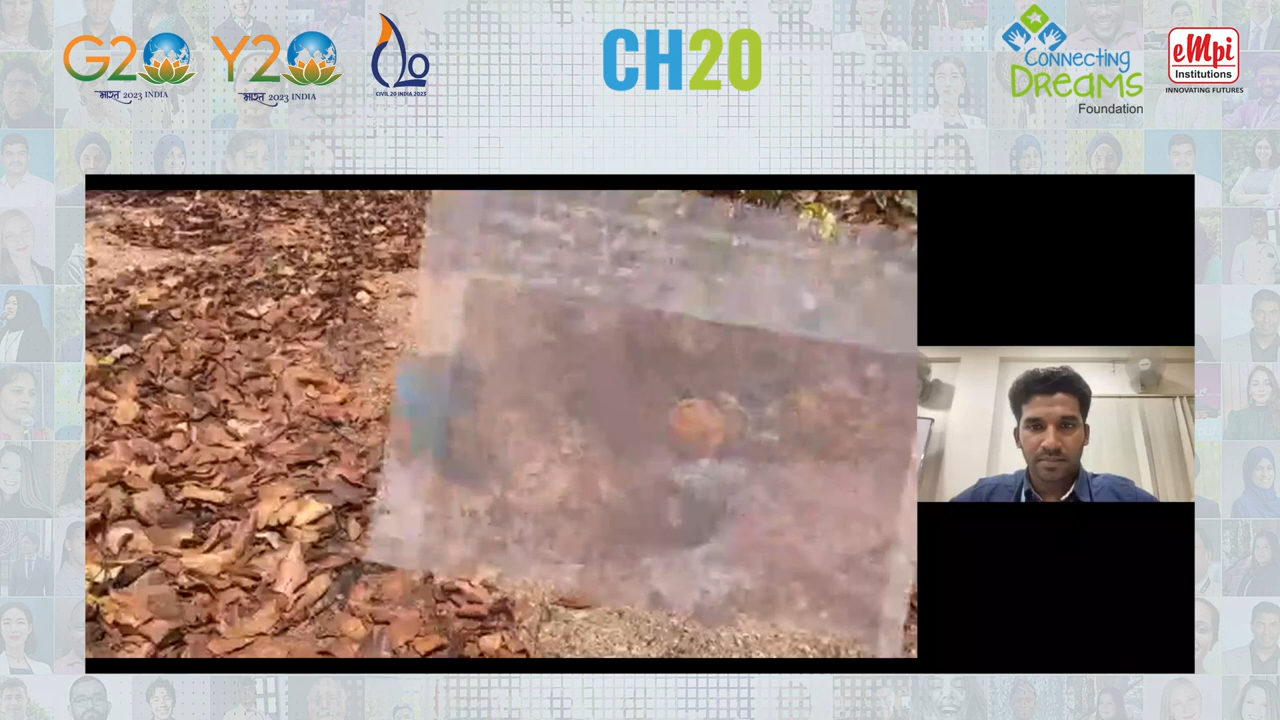 G20
भारत 2023 INDIA
Y20
भारत 2023 INDIA
C20
CIVIL 20 INDIA 2023
CH20
CONNECTING
DREAMS
Foundation
eMpi
Institutions
INNOVATING FUTURES